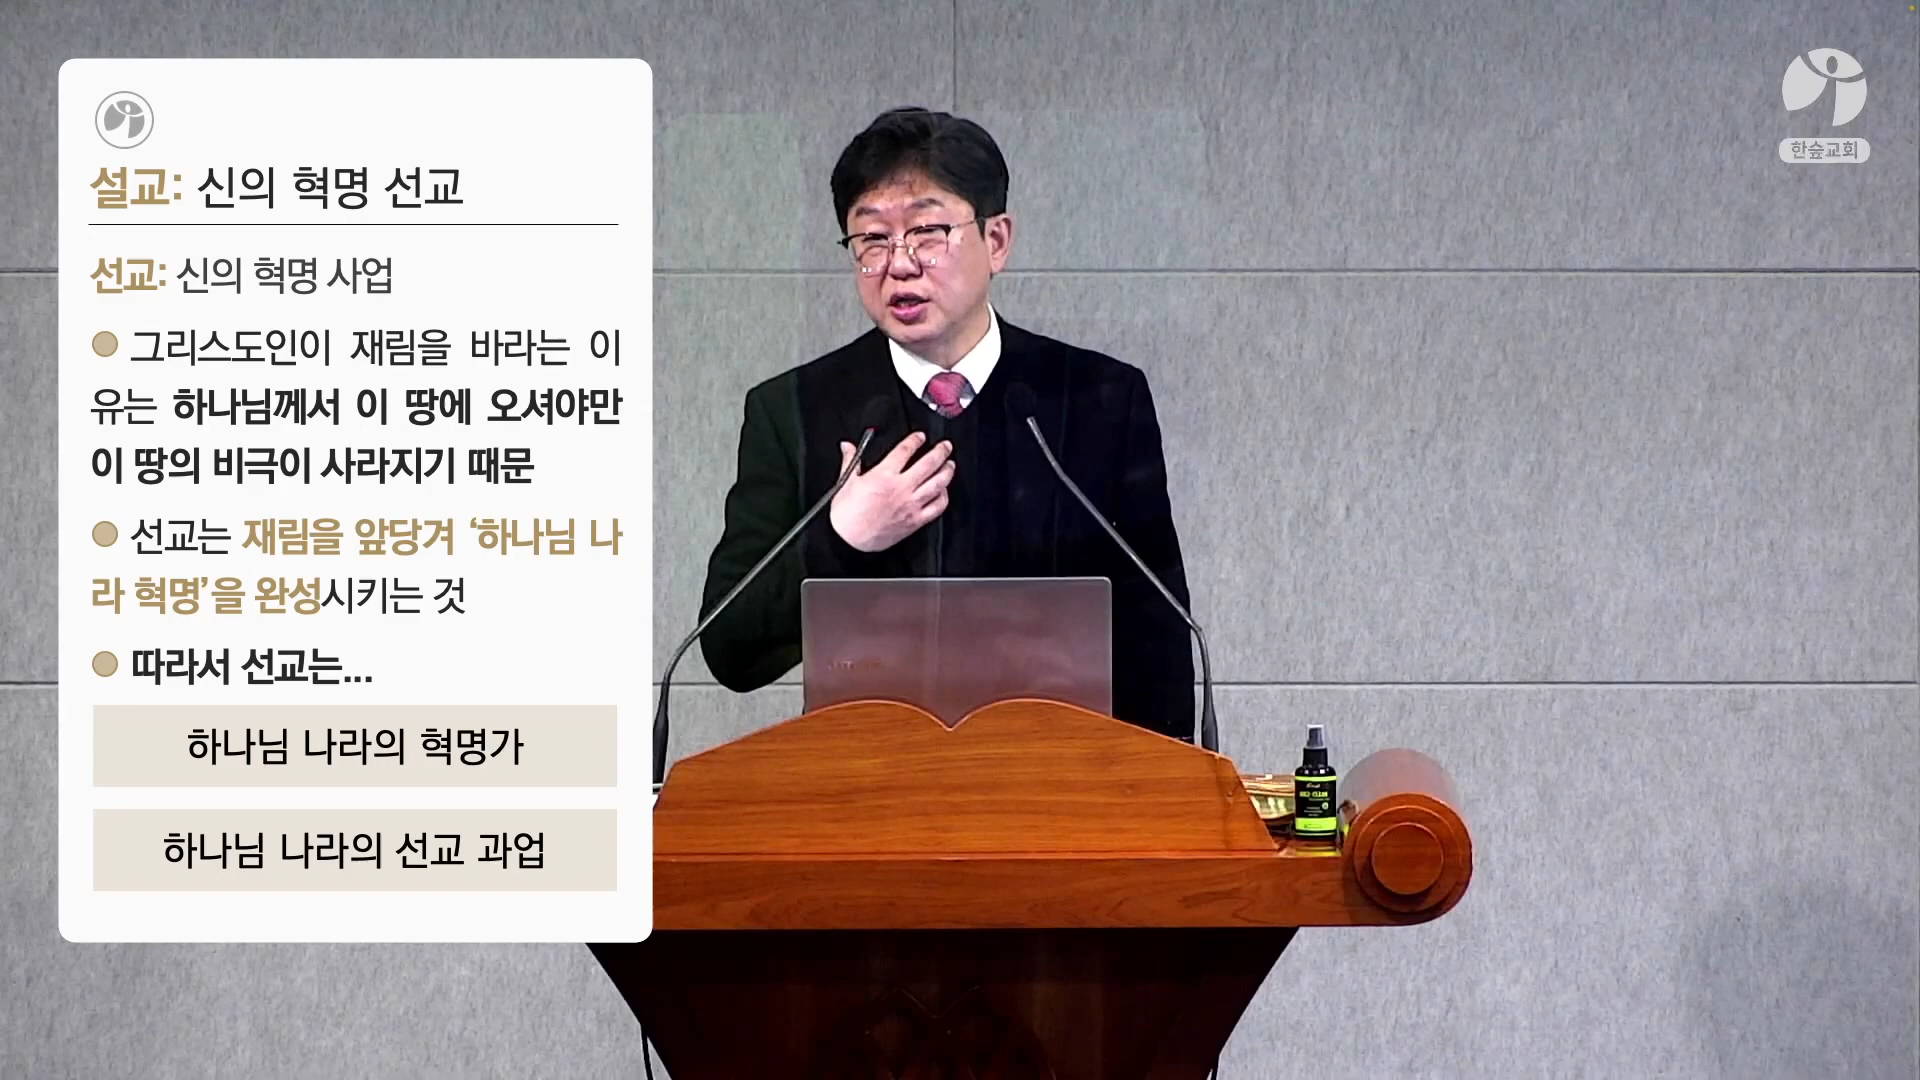 설교: 신의 혁명 선교
선교: 신의 혁명 사업
그리스도인이 재림을 바라는 이
유는 하나님께서 이 땅에 오셔야만
이 땅의 비극이 사라지기 때문
선교는 재림을 앞당겨 ‘하나님 나
라 혁명’을 완성시키는 것
따라서 선교는...
하나님 나라의 혁명가
하나님 나라의 선교 과업
한숲교회